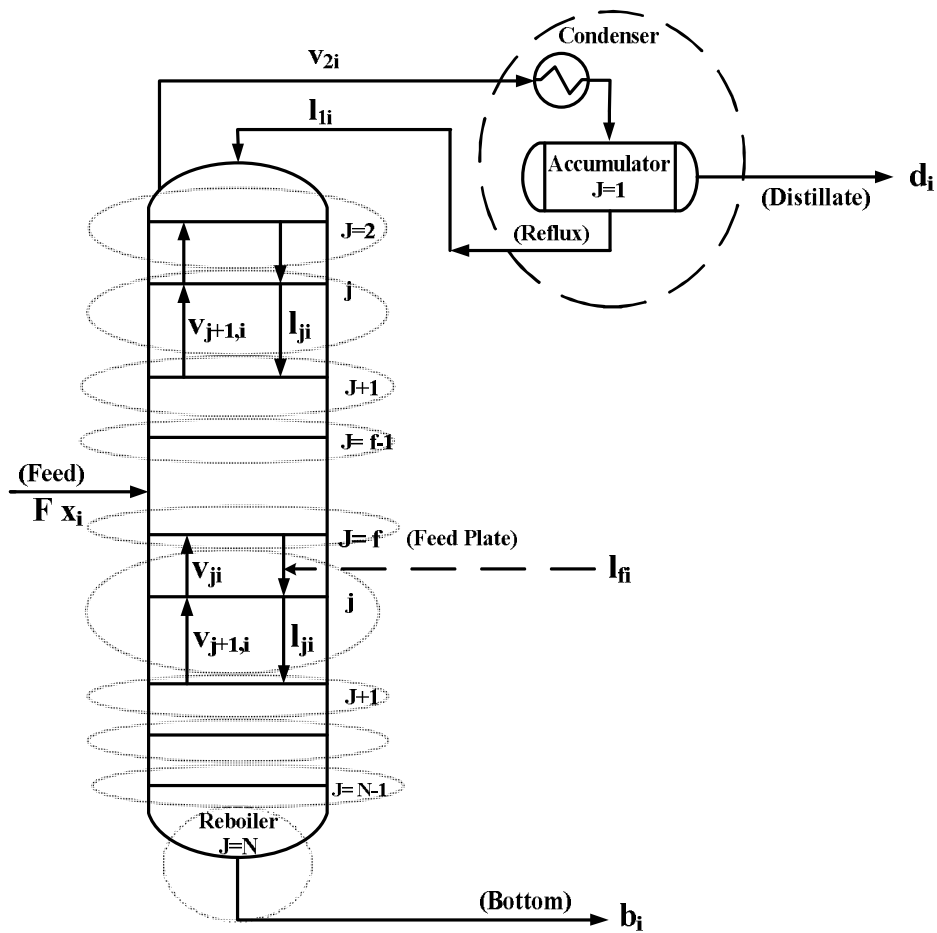 Condenser
v2i
l1i
Accumulator
J=1
di
(Distillate)
(Reflux)
J=2
j
vj+1,i
lji
J+1
J= f-1
(Feed)
F xi
J= f
(Feed Plate)
vji
lfi
j
vj+1,i
lji
J+1
J= N-1
Reboiler
J=N
(Bottom)
bi